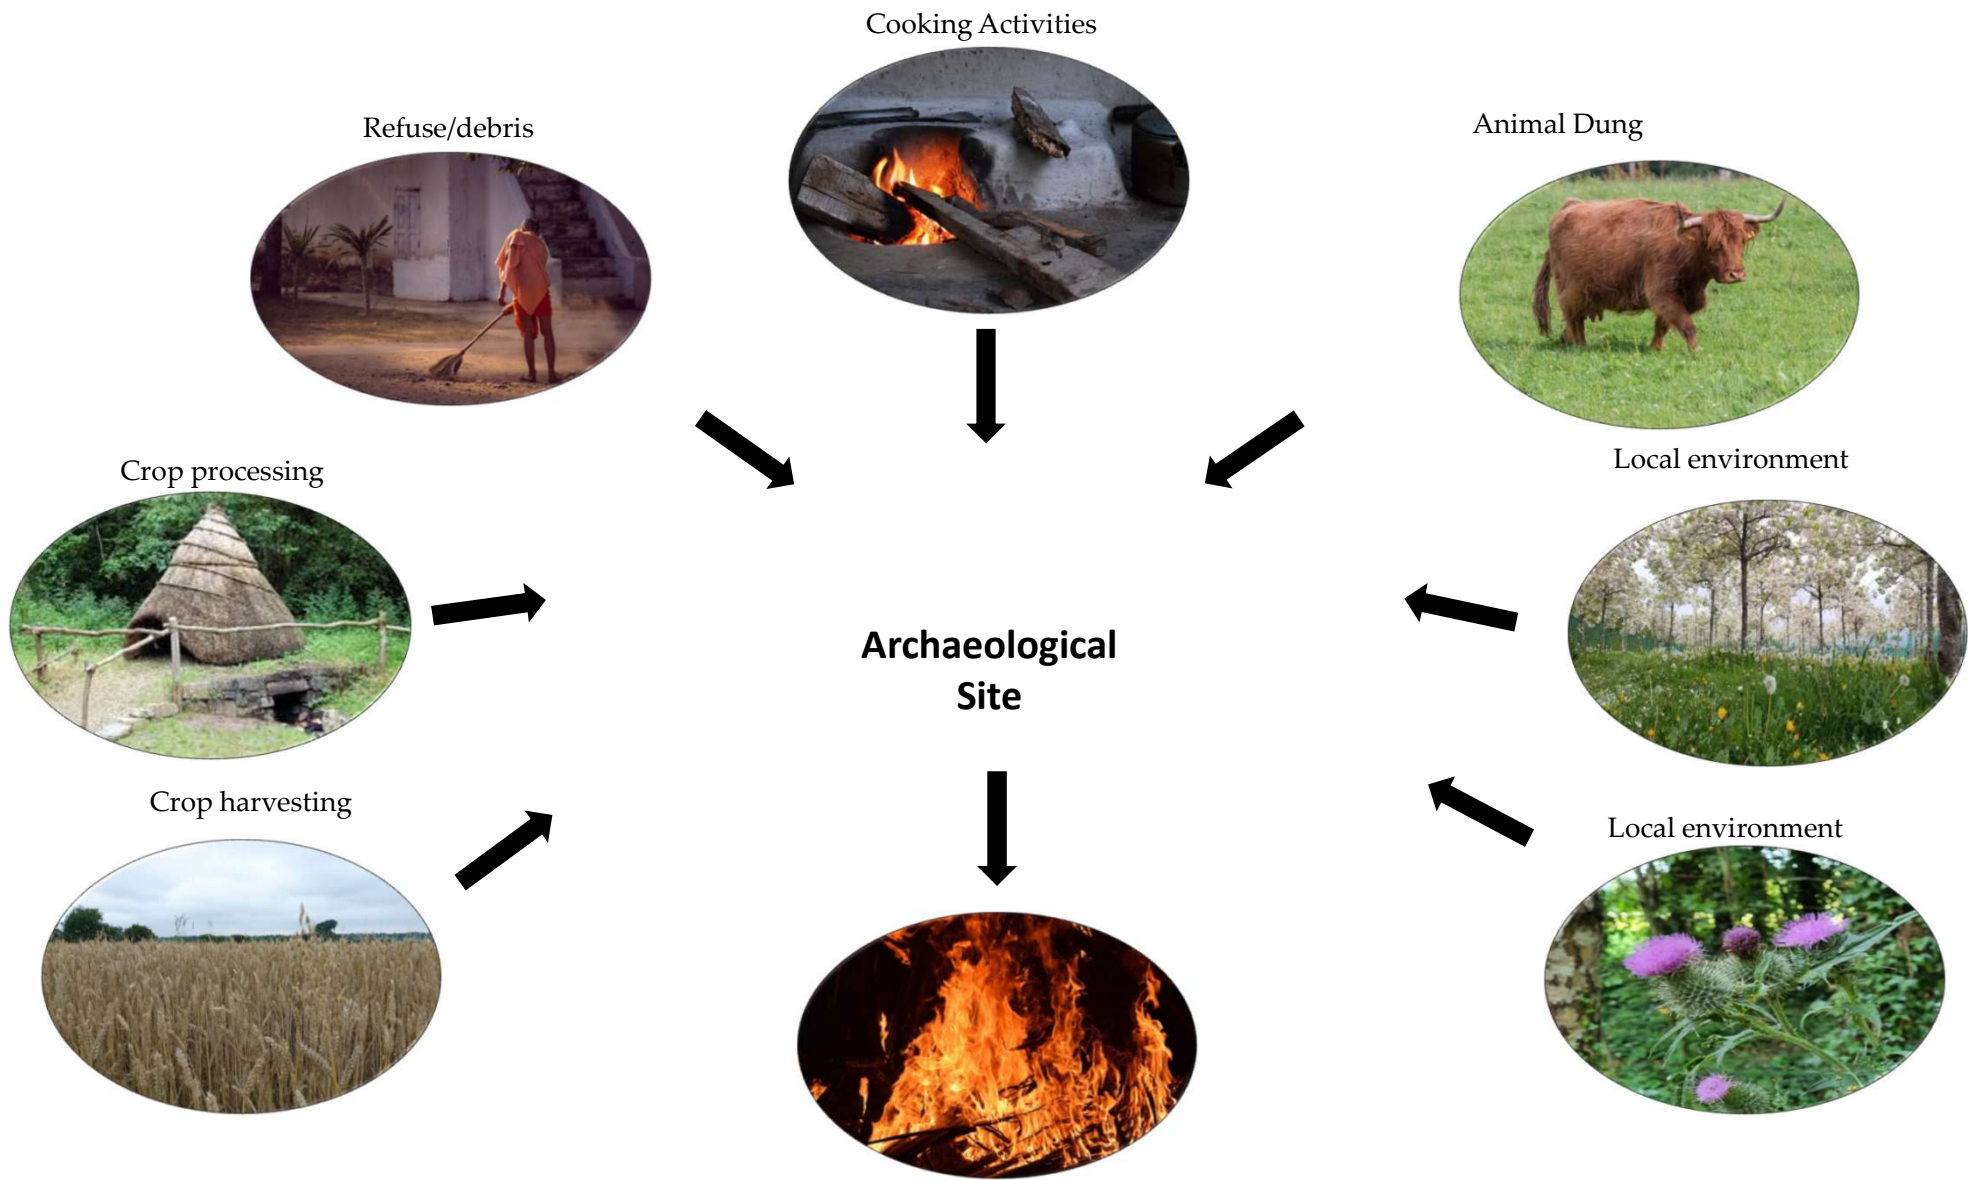 Cooking Activities
Refuse/debris
Animal Dung
Local environment
Crop processing
Archaeological
Site
Crop harvesting
Local environment